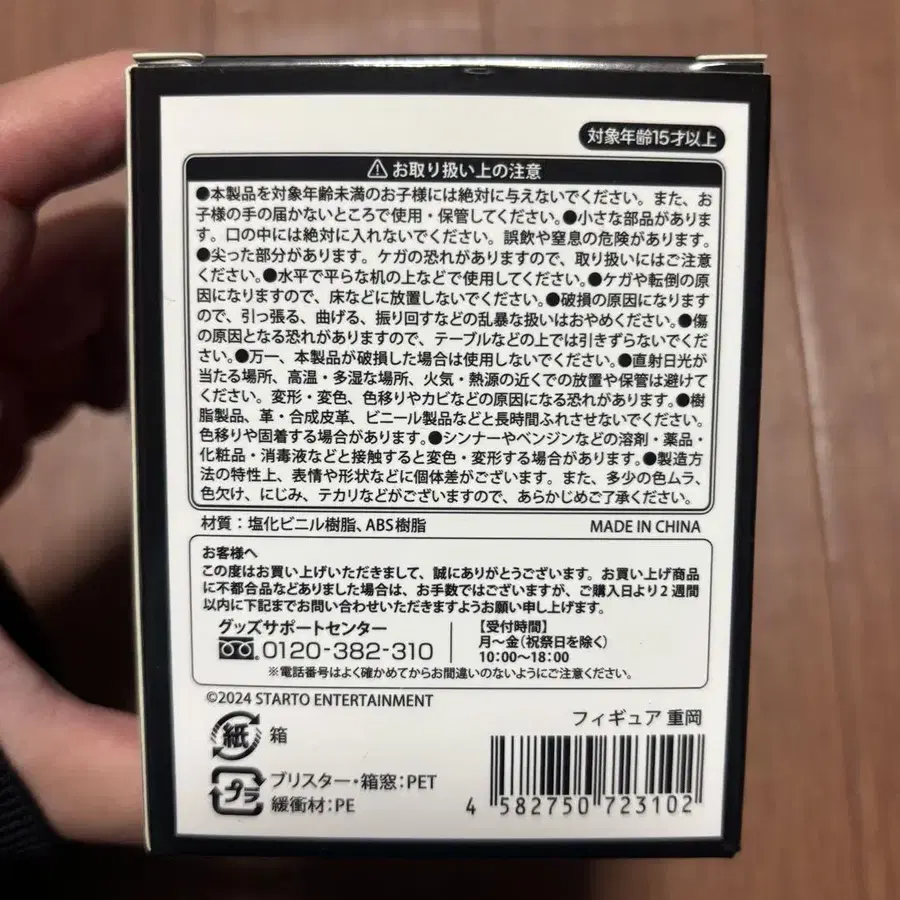 対象年齢15才以上
⚠お取り扱い上の注意
●本製品を対象年齢未満のお子様には絶対に与えないでください。また、お
子様の手の届かないところで使用・保管してください。●小さな部品がありま
す。口の中には絶対に入れないでください。誤飲や窒息の危険があります。
●尖った部分があります。ケガの恐れがありますので、取り扱いにはご注意
ください。●水平で平らな机の上などで使用してください。●ケガや転倒の原
因になりますので、床などに放置しないでください。●破損の原因になります
ので、引っ張る、曲げる、振り回すなどの乱暴な扱いはおやめください。●傷
の原因となる恐れがありますので、テーブルなどの上では引きずらないでくだ
さい。●万一、本製品が破損した場合は使用しないでください。●直射日光が
当たる場所、高温・多湿な場所、火気・熱源の近くでの放置や保管は避けて
ください。変形・変色、色移りやカビなどの原因になる恐れがあります。●樹
脂製品、革・合成皮革、ビニール製品などと長時間ふれさせないでください。
色移りや固着する場合があります。●シンナーやベンジンなどの溶剤・薬品・
化粧品・消毒液などと接触すると変色・変形する場合があります。●製造方
法の特性上、表情や形状などに個体差がございます。また、多少の色ムラ、
色欠け、にじみ、テカリなどがございますので、あらかじめご了承ください。
材質：塩化ビニル樹脂、ABS樹脂 MADE IN CHINA
お客様へ
この度はお買い上げいただきまして、誠にありがとうございます。お買い上げ商品
に不都合品などありました場合は、お手数ではございますが、ご購入日より2週間
以内に下記までお問い合わせいただきますようお願い申し上げます。
グッズサポートセンター
0120-382-310
【受付時間】
月〜金(祝祭日を除く)
10:00〜18:00
※電話番号はよく確かめてからお間違いのないようにご注意ください。
©2024 STARTO ENTERTAINMENT
フィギュア 重岡
紙 箱
プラ ブリスター・箱窓：PET
緩衝材：PE
4 582750 723102